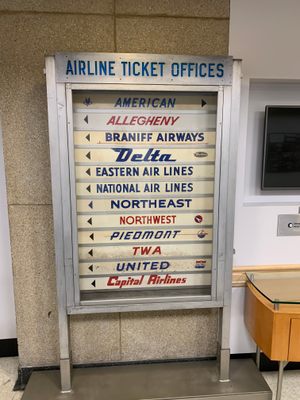 AIRLINE TICKET OFFICES
AMERICAN
ALLEGHENY
BRANIFF AIRWAYS
Delta
EASTERN AIR LINES
NATIONAL AIR LINES
NORTHEAST
NORTHWEST
PIEDMONT
TWA
UNITED
Capital Airlines